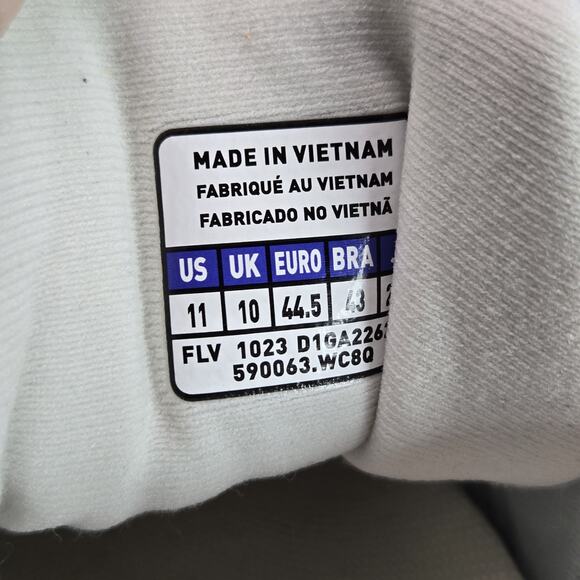 MADE IN VIETNAM
FABRIQUÉ AU VIETNAM
FABRICADO NO VIETNÃ
US UK EURO BRA
11 10 44.5 43
FLV 1023 D1GA226
590063.WC8Q